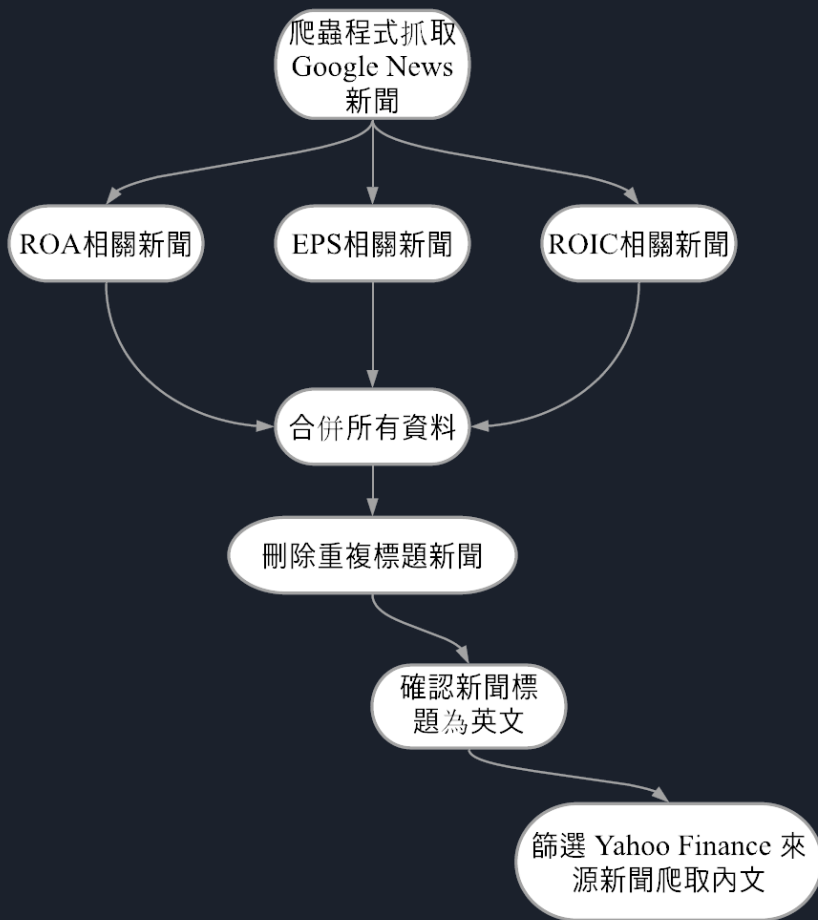 爬蟲程式抓取
Google News
新聞
ROA相關新聞
EPS相關新聞
ROIC相關新聞
合併所有資料
刪除重複標題新聞
確認新聞標
題為英文
篩選 Yahoo Finance 來
源新聞爬取內文